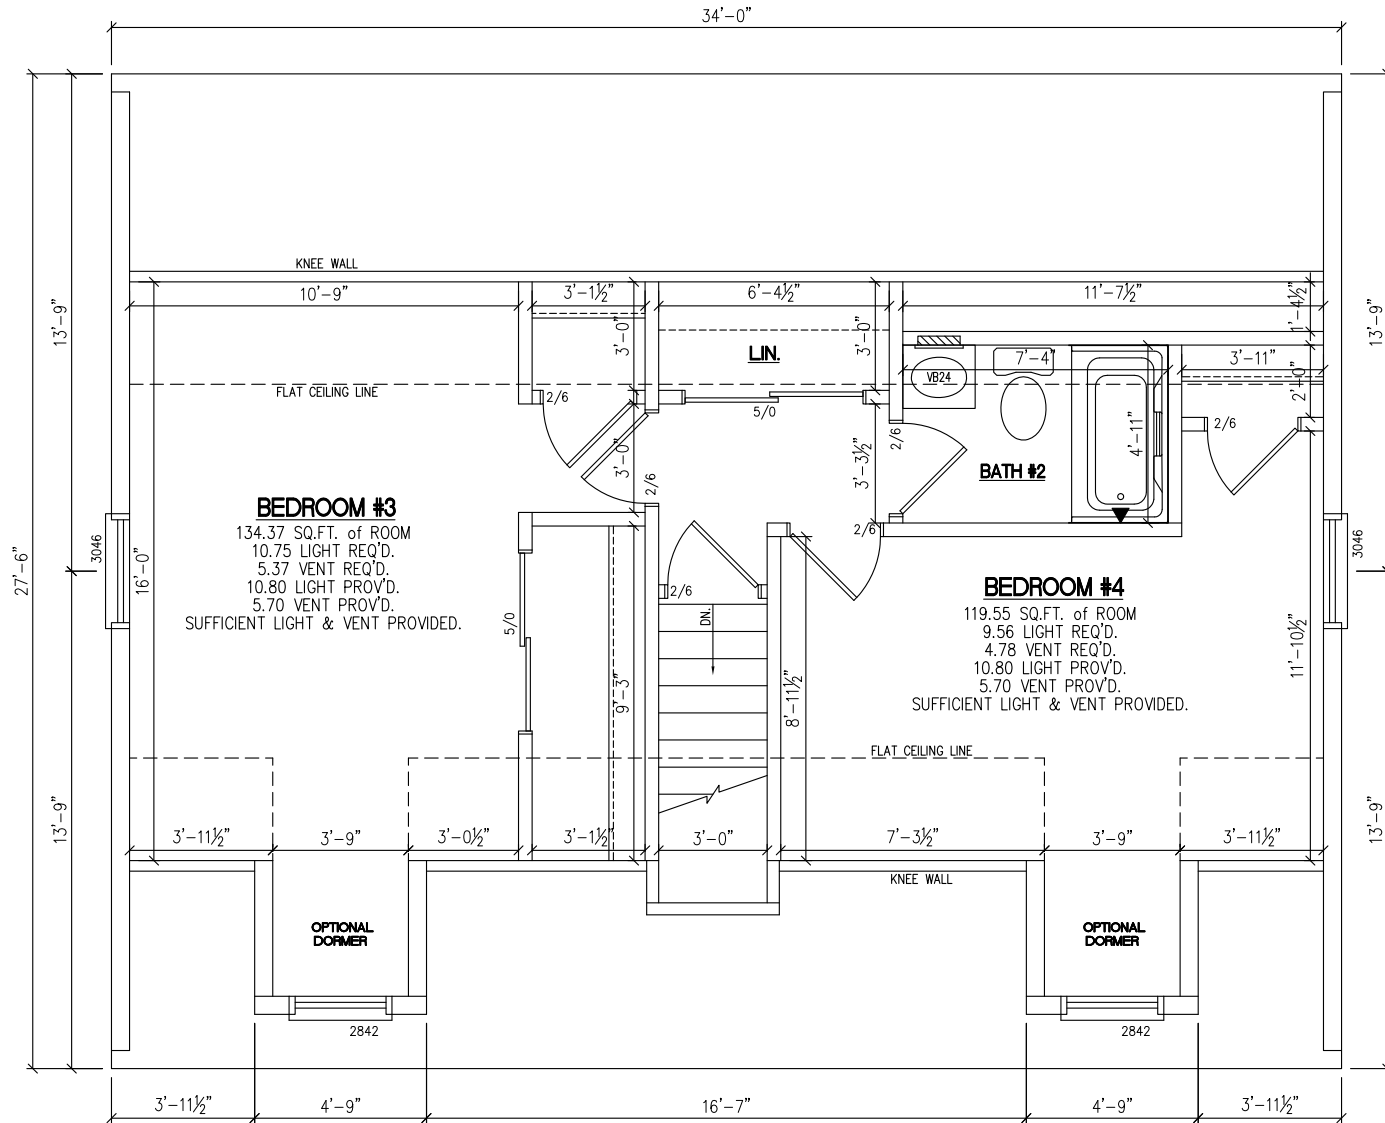 34'-0"
KNEE WALL
10'-9"
3'-1½"
6'-4½"
11'-7½"
1'-4½"
13'-9"
13'-9"
3'-0"
3'-0"
LIN.
7'-4"
3'-11"
VB24
2'-0"
FLAT CEILING LINE
2/6
5/0
2/6
2/6
4'-11"
3'-0"
3'-3½"
BATH #2
2/6
BEDROOM #3
134.37 SQ.FT. of ROOM
10.75 LIGHT REQ'D.
5.37 VENT REQ'D.
10.80 LIGHT PROV'D.
5.70 VENT PROV'D.
SUFFICIENT LIGHT & VENT PROVIDED.
2/6
3046
3046
27'-6"
16'-0"
2/6
BEDROOM #4
119.55 SQ.FT. of ROOM
9.56 LIGHT REQ'D.
4.78 VENT REQ'D.
10.80 LIGHT PROV'D.
5.70 VENT PROV'D.
SUFFICIENT LIGHT & VENT PROVIDED.
DN.
5/0
11'-10½"
9'-3"
8'-11½"
FLAT CEILING LINE
13'-9"
13'-9"
3'-11½"
3'-9"
3'-0½"
3'-1½"
3'-0"
7'-3½"
3'-9"
3'-11½"
KNEE WALL
OPTIONAL
DORMER
OPTIONAL
DORMER
2842
2842
3'-11½"
4'-9"
16'-7"
4'-9"
3'-11½"